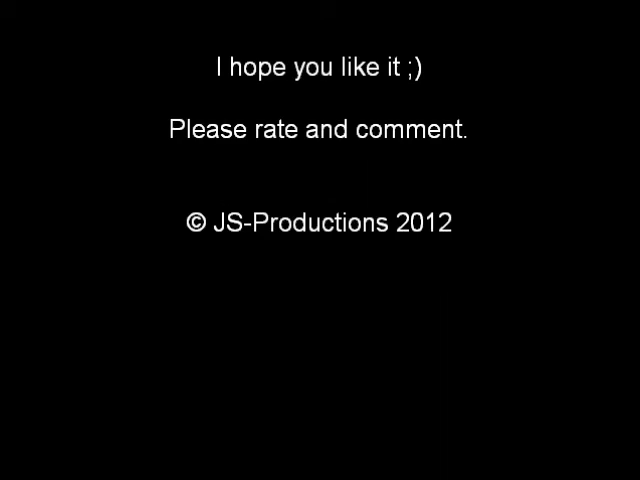 I hope you like it ;)
Please rate and comment.
© JS-Productions 2012